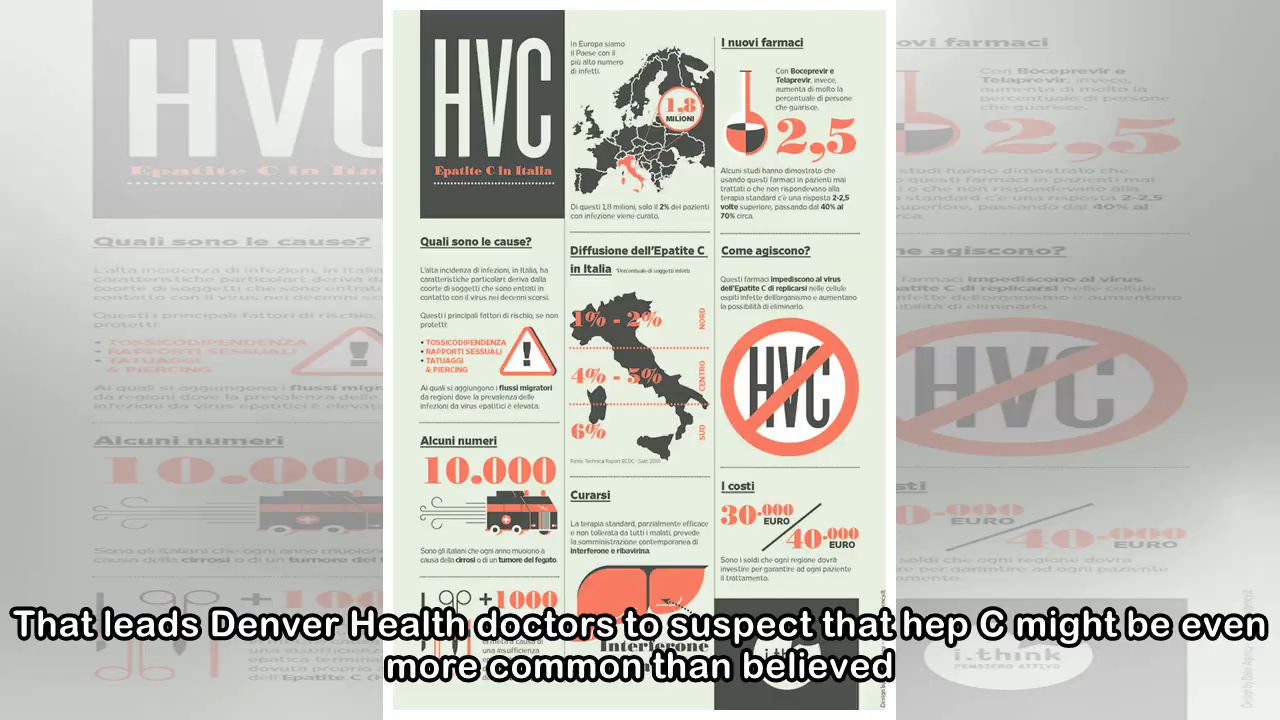 HVC
Epatite C in Italia
Quali sono le cause?
L'alta incidenza di infezioni, in Italia, ha
caratteristiche particolari: deriva dalla
coorte di soggetti che sono entrati in
contatto con il virus nei decenni scorsi.
Questi i principali fattori di rischio, se non
protetti:
• TOSSICODIPENDENZA
• RAPPORTI SESSUALI
• TATUAGGI
& PIERCING
Ai quali si aggiungono i flussi migratori
da regioni dove la prevalenza delle
infezioni da virus epatitici è elevata.
Alcuni numeri
10.000
Sono gli italiani che ogni anno muoiono a
causa della cirrosi o di un tumore del fegato.
+1000
In Europa siamo
il Paese con il
più alto numero
di infetti.
1,8
MILIONI
Di questi 1,8 milioni, solo il 2% dei pazienti
con infezione viene curato.
Diffusione dell'Epatite C
in Italia *Percentuale di soggetti infetti
1% - 2%
NORD
4% - 5%
CENTRO
6%
SUD
Fonte: Technical Report ECDC - Sud) 2010
Curarsi
La terapia standard, parzialmente efficace
e non tollerata da tutti i malati, prevede
la somministrazione contemporanea di
interferone e ribavirina.
Interferone
I nuovi farmaci
Con Boceprevir e
Telaprevir, invece,
aumenta di molto la
percentuale di persone
che guarisce.
2,5
Alcuni studi hanno dimostrato che
usando questi farmaci in pazienti mai
trattati o che non rispondevano alla
terapia standard c'è una risposta 2-2,5
volte superiore, passando dal 40% al
70% circa.
Come agiscono?
Questi farmaci impediscono al virus
dell'Epatite C di replicarsi nelle cellule
ospiti infette dell'organismo e aumentano
la possibilità di eliminarlo.
HVC
I costi
30.000
EURO
40.000
EURO
Sono i soldi che ogni regione dovrà
investire per garantire ad ogni paziente
il trattamento.
i.think
PENSIERO ATTIVO
That leads Denver Health doctors to suspect that hep C might be even
more common than believed